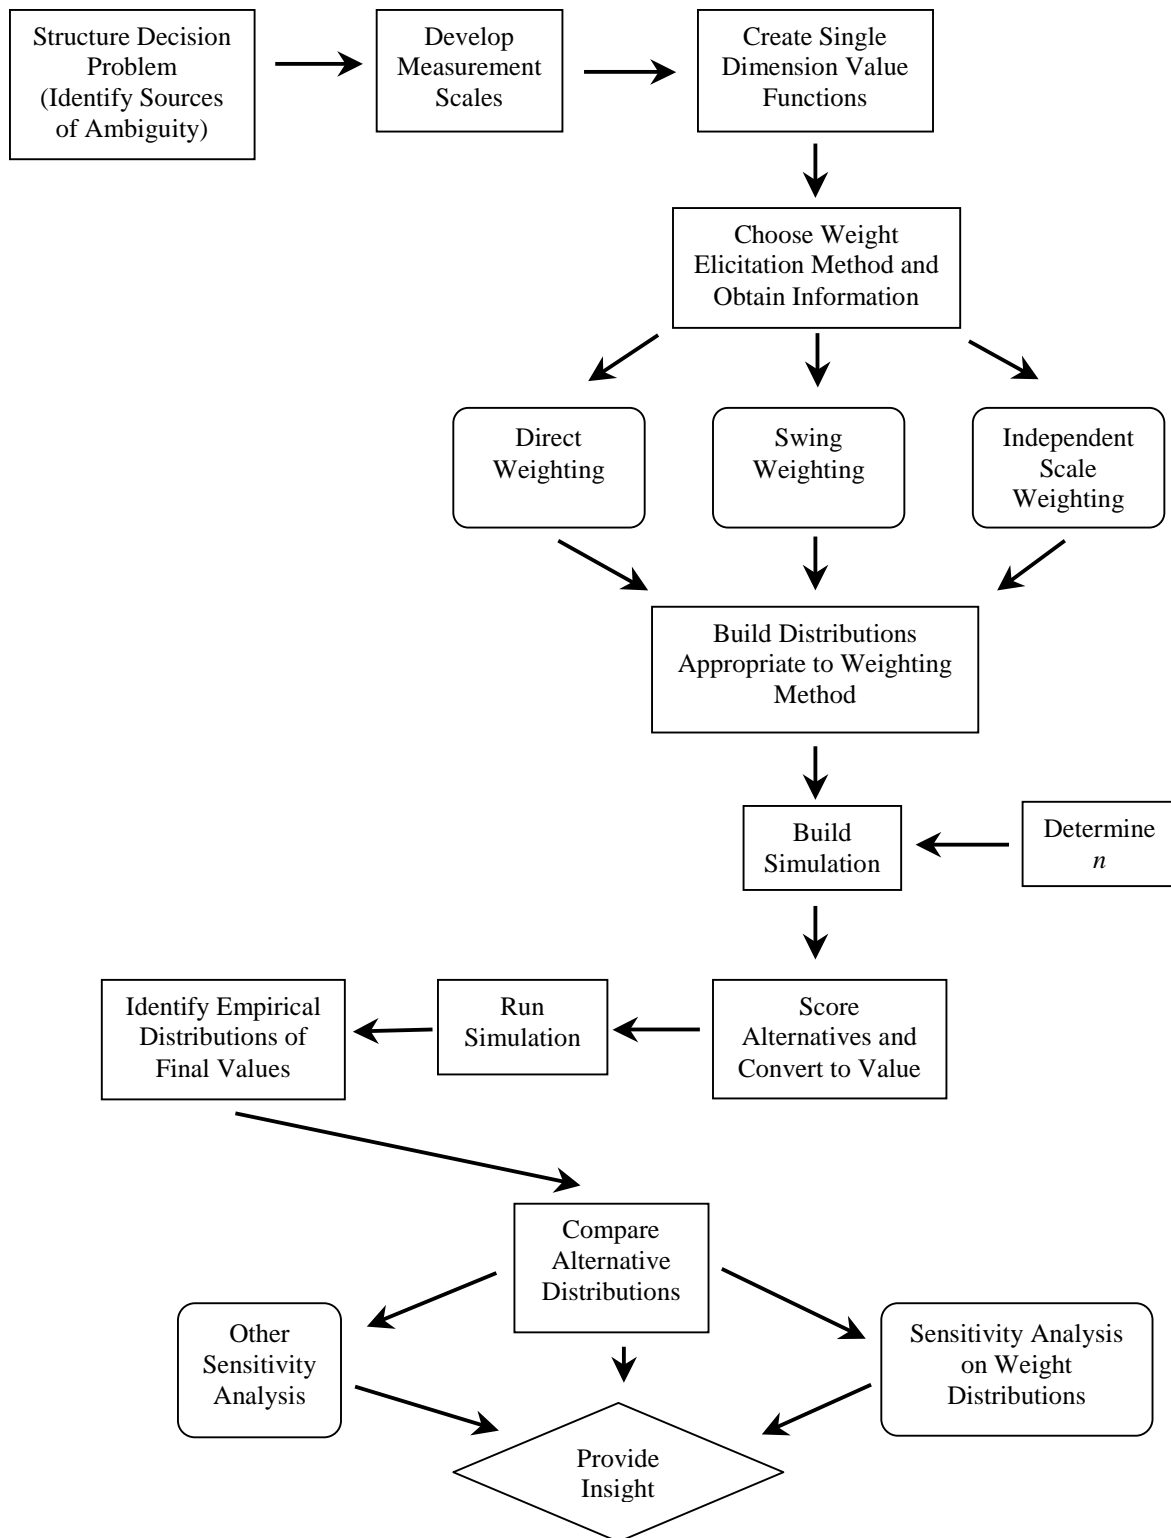 Structure Decision
Problem
(Identify Sources
of Ambiguity)
Develop
Measurement
Scales
Create Single
Dimension Value
Functions
Choose Weight
Elicitation Method and
Obtain Information
Direct
Weighting
Swing
Weighting
Independent
Scale
Weighting
Build Distributions
Appropriate to Weighting
Method
Build
Simulation
Determine
n
Score
Alternatives and
Convert to Value
Run
Simulation
Identify Empirical
Distributions of
Final Values
Compare
Alternative
Distributions
Other
Sensitivity
Analysis
Sensitivity Analysis
on Weight
Distributions
Provide
Insight